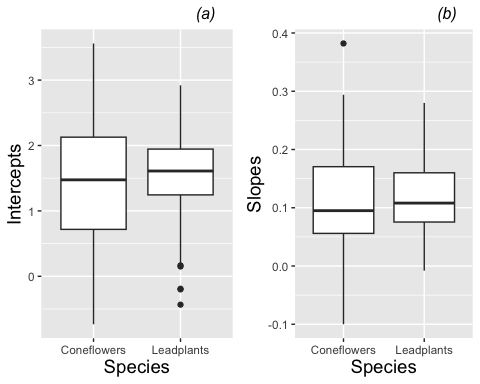 (a)
Intercepts
3
2
1
0
Coneflowers Leadplants
Species
(b)
Slopes
0.4
0.3
0.2
0.1
0.0
-0.1
Coneflowers Leadplants
Species